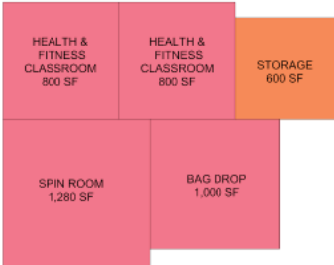 HEALTH &
FITNESS
CLASSROOM
800 SF
HEALTH &
FITNESS
CLASSROOM
800 SF
STORAGE
600 SF
SPIN ROOM
1,280 SF
BAG DROP
1,000 SF